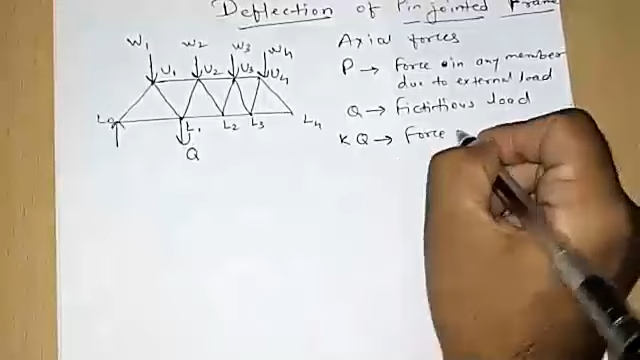 Deflection of Pin jointed Frame
W1 W2 W3 W4
Axial forces
U1 U2 U3 U4
P → Force in any member
due to external load
Q → Fictitious load
L0 L1 L2 L3 L4
KQ → Force
Q